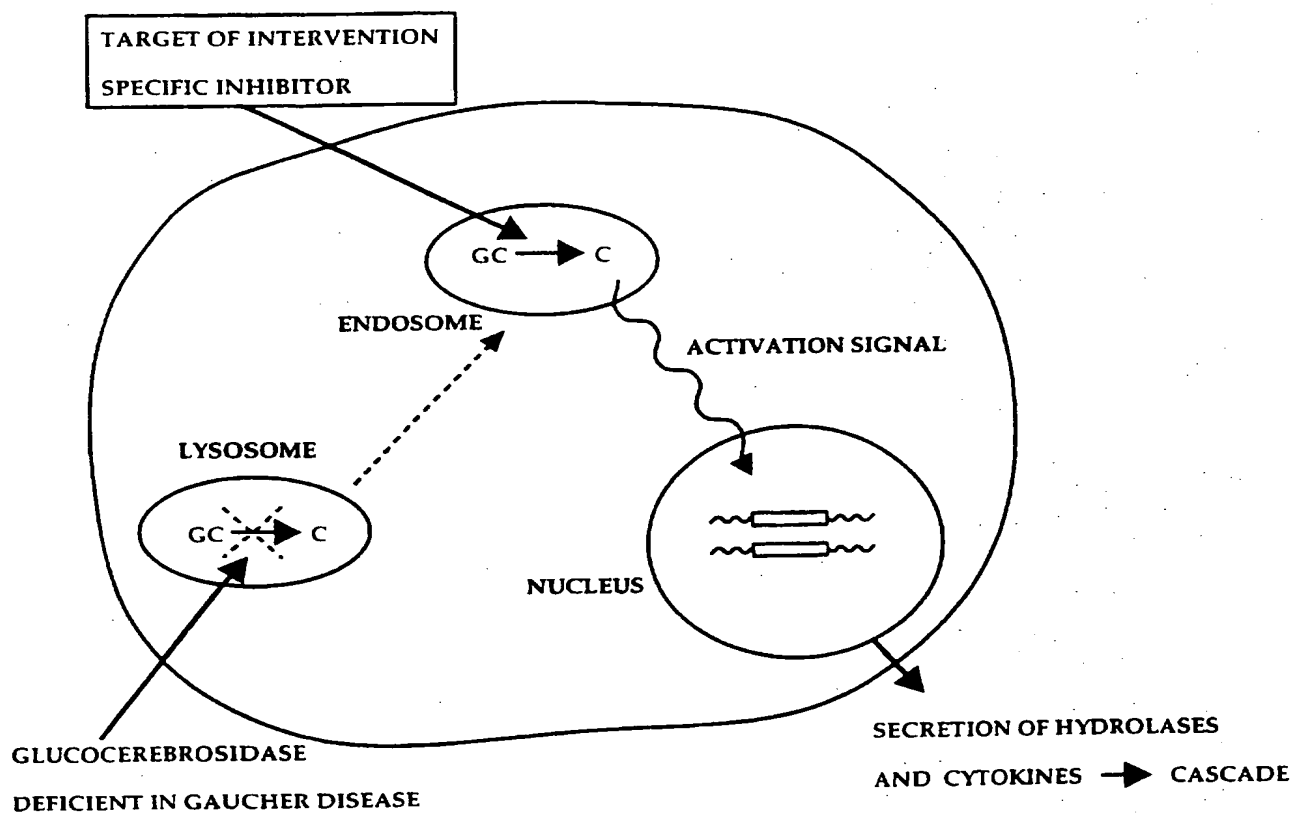 TARGET OF INTERVENTION
SPECIFIC INHIBITOR
GC C
ENDOSOME
ACTIVATION SIGNAL
LYSOSOME
GC C
NUCLEUS
GLUCOCEREBROSIDASE
DEFICIENT IN GAUCHER DISEASE
SECRETION OF HYDROLASES
AND CYTOKINES → CASCADE